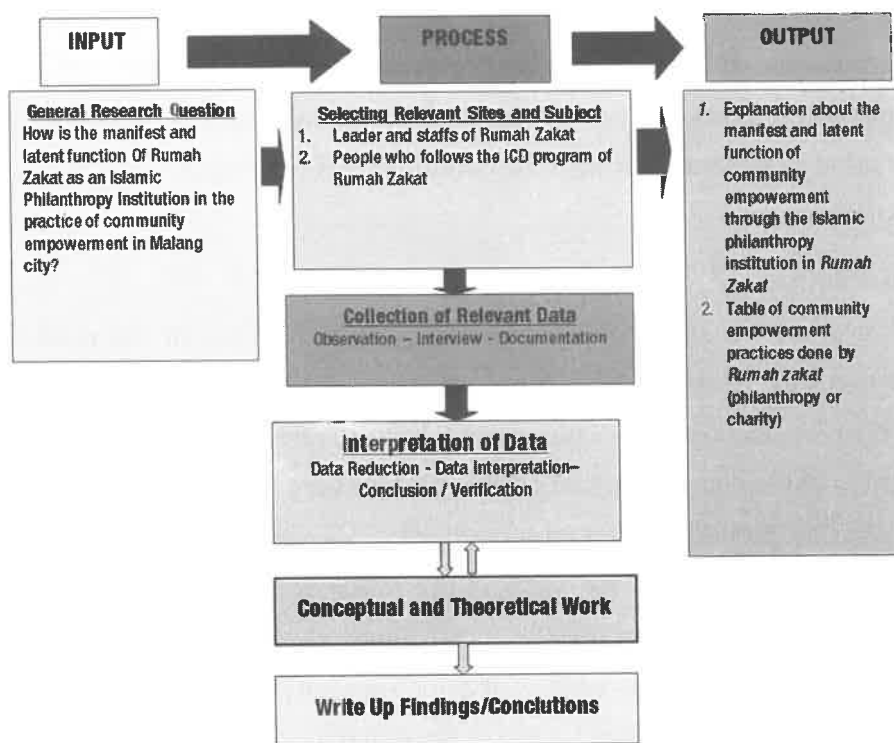 INPUT
PROCESS
OUTPUT
General Research Question
How is the manifest and
latent function Of Rumah
Zakat as an Islamic
Philanthropy Institution in the
practice of community
empowerment in Malang
city?
Selecting Relevant Sites and Subject
1. Leader and staffs of Rumah Zakat
2. People who follows the ICD program of
Rumah Zakat
Collection of Relevant Data
Observation – Interview - Documentation
Interpretation of Data
Data Reduction - Data Interpretation–
Conclusion / Verification
Conceptual and Theoretical Work
Write Up Findings/Conclutions
1. Explanation about the
manifest and latent
function of
community
empowerment
through the Islamic
philanthropy
institution in Rumah
Zakat
2. Table of community
empowerment
practices done by
Rumah zakat
(philanthropy or
charity)